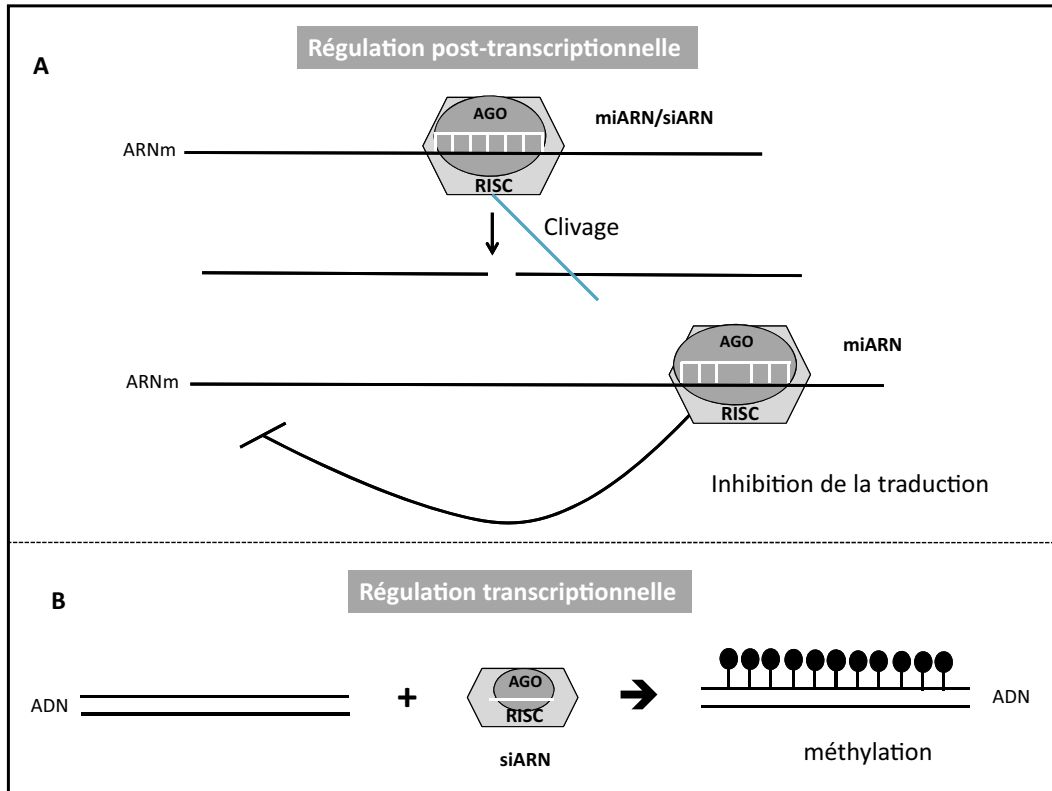 Régulation post-transcriptionnelle
A
AGO
miARN/siARN
ARNm
RISC
Clivage
AGO
miARN
ARNm
RISC
Inhibition de la traduction
Régulation transcriptionnelle
B
ADN
+
AGO
RISC
ADN
siARN
méthylation